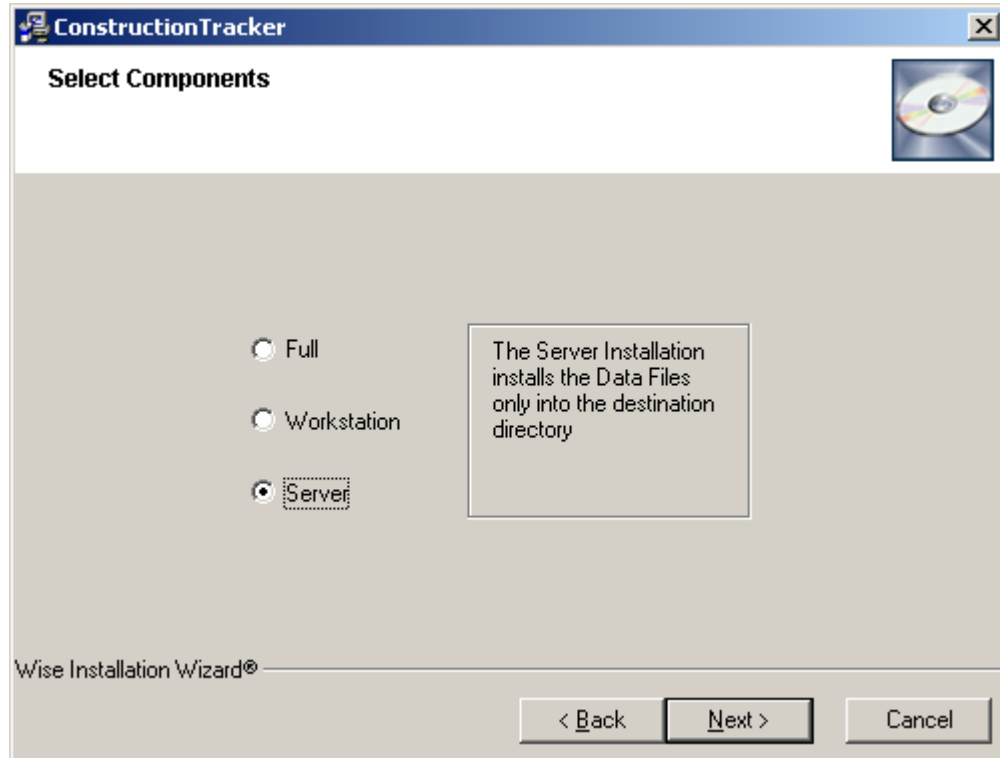 ConstructionTracker
Select Components
Full
The Server Installation
installs the Data Files
only into the destination
directory
Workstation
Server
Wise Installation Wizard®
< Back
Next >
Cancel